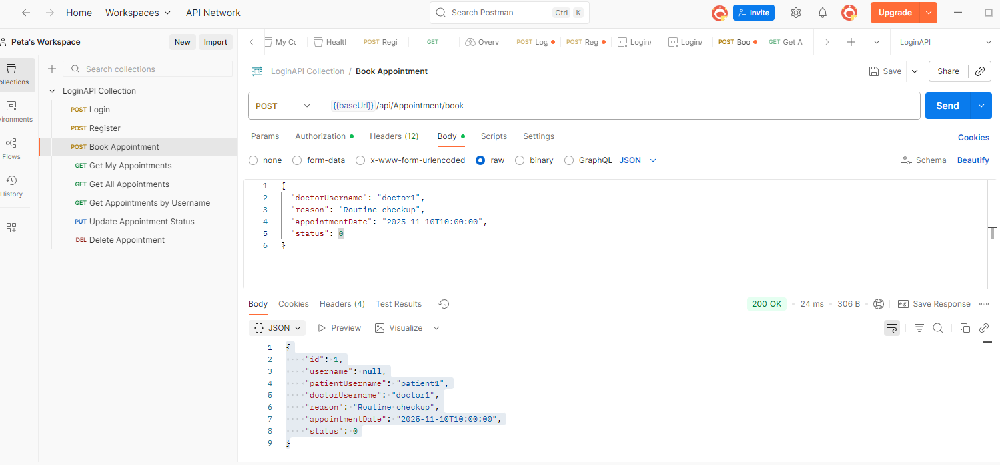 Home Workspaces API Network Search Postman Ctrl K Invite Upgrade
Peta's Workspace New Import My Cc Health POST Regi GET Overv POST Log POST Reg Login/ Login/ POST Boo GET Get A LoginAPI
Search collections
ollections
vironments
Flows
History
LoginAPI Collection
POST Login
POST Register
POST Book Appointment
GET Get My Appointments
GET Get All Appointments
GET Get Appointments by Username
PUT Update Appointment Status
DEL Delete Appointment
HTTP LoginAPI Collection / Book Appointment Save Share
POST {{baseUrl}}/api/Appointment/book Send
Params Authorization Headers (12) Body Scripts Settings Cookies
none form-data x-www-form-urlencoded raw binary GraphQL JSON Schema Beautify
1 {
2 "doctorUsername": "doctor1",
3 "reason": "Routine checkup",
4 "appointmentDate": "2025-11-10T10:00:00",
5 "status": 0
6 }
Body Cookies Headers (4) Test Results 200 OK • 24 ms • 306 B • e.g. Save Response
{} JSON Preview Visualize
1 {
2 "id": 1,
3 "username": null,
4 "patientUsername": "patient1",
5 "doctorUsername": "doctor1",
6 "reason": "Routine checkup",
7 "appointmentDate": "2025-11-10T10:00:00",
8 "status": 0
9 }